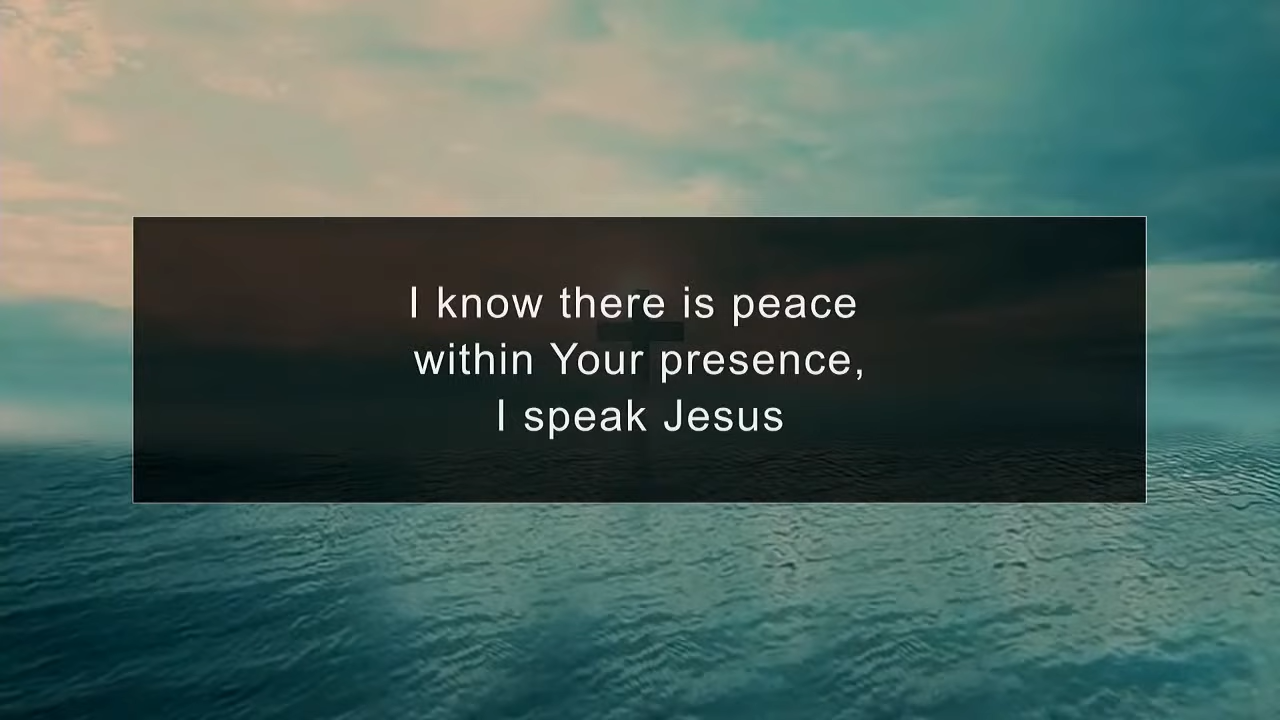 I know there is peace
within Your presence,
I speak Jesus